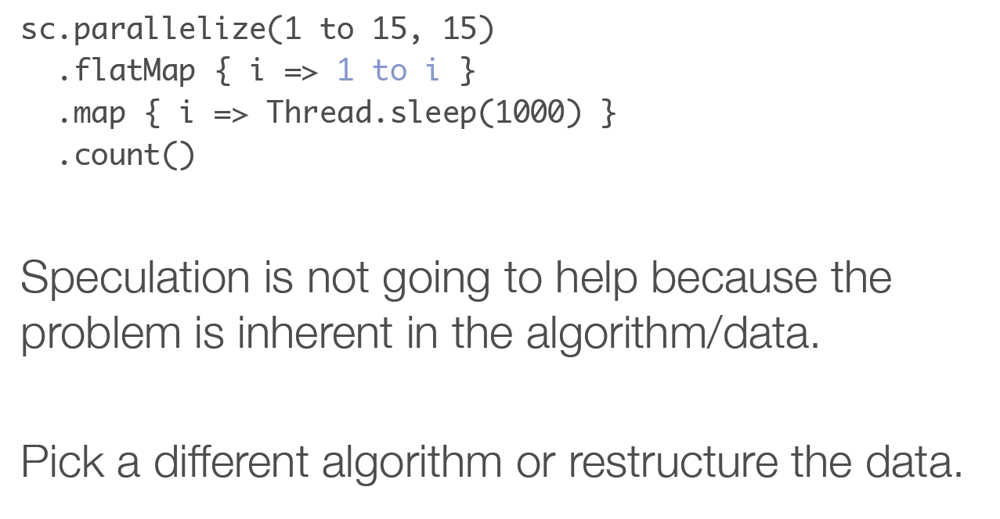 sc.parallelize(1 to 15, 15)
  .flatMap { i => 1 to i }
  .map { i => Thread.sleep(1000) }
  .count()
Speculation is not going to help because the
problem is inherent in the algorithm/data.
Pick a different algorithm or restructure the data.